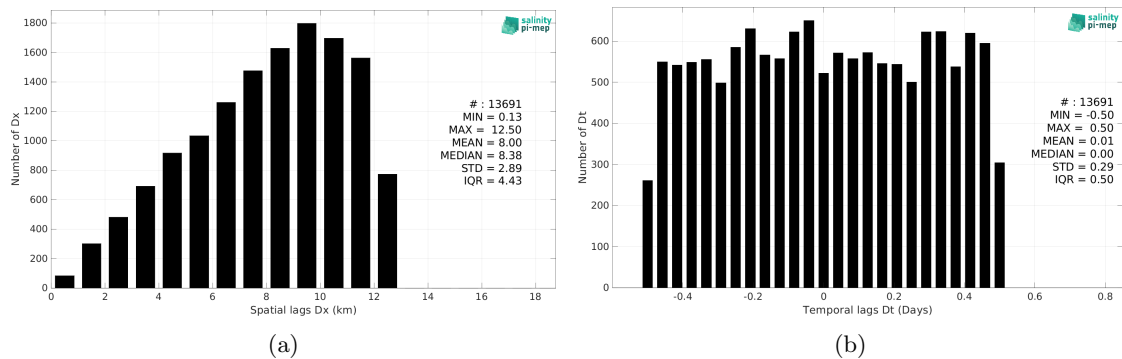 1800
1600
1400
1200
1000
800
600
400
200
0
Number of Dx
salinity
pi-mep
# : 13691
MIN = 0.13
MAX = 12.50
MEAN = 8.00
MEDIAN = 8.38
STD = 2.89
IQR = 4.43
0 2 4 6 8 10 12 14 16 18
Spatial lags Dx (km)
(a)
600
500
400
300
200
100
0
Number of Dt
salinity
pi-mep
# : 13691
MIN = -0.50
MAX = 0.50
MEAN = 0.01
MEDIAN = 0.00
STD = 0.29
IQR = 0.50
-0.4 -0.2 0 0.2 0.4 0.6 0.8
Temporal lags Dt (Days)
(b)